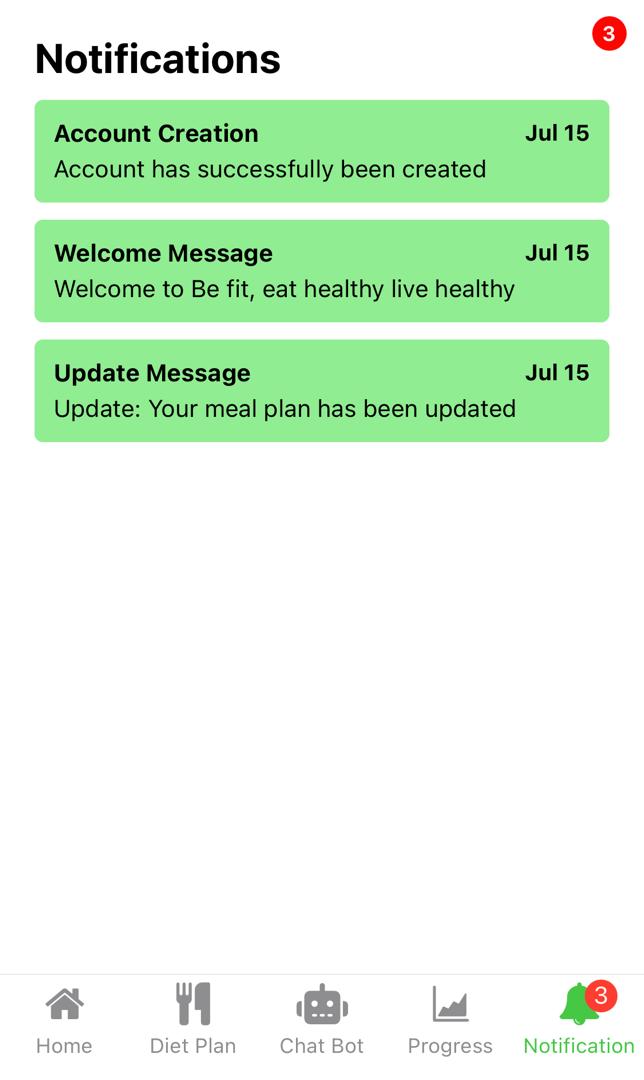 3
Notifications
Account Creation Jul 15
Account has successfully been created
Welcome Message Jul 15
Welcome to Be fit, eat healthy live healthy
Update Message Jul 15
Update: Your meal plan has been updated
3
Home Diet Plan Chat Bot Progress Notification